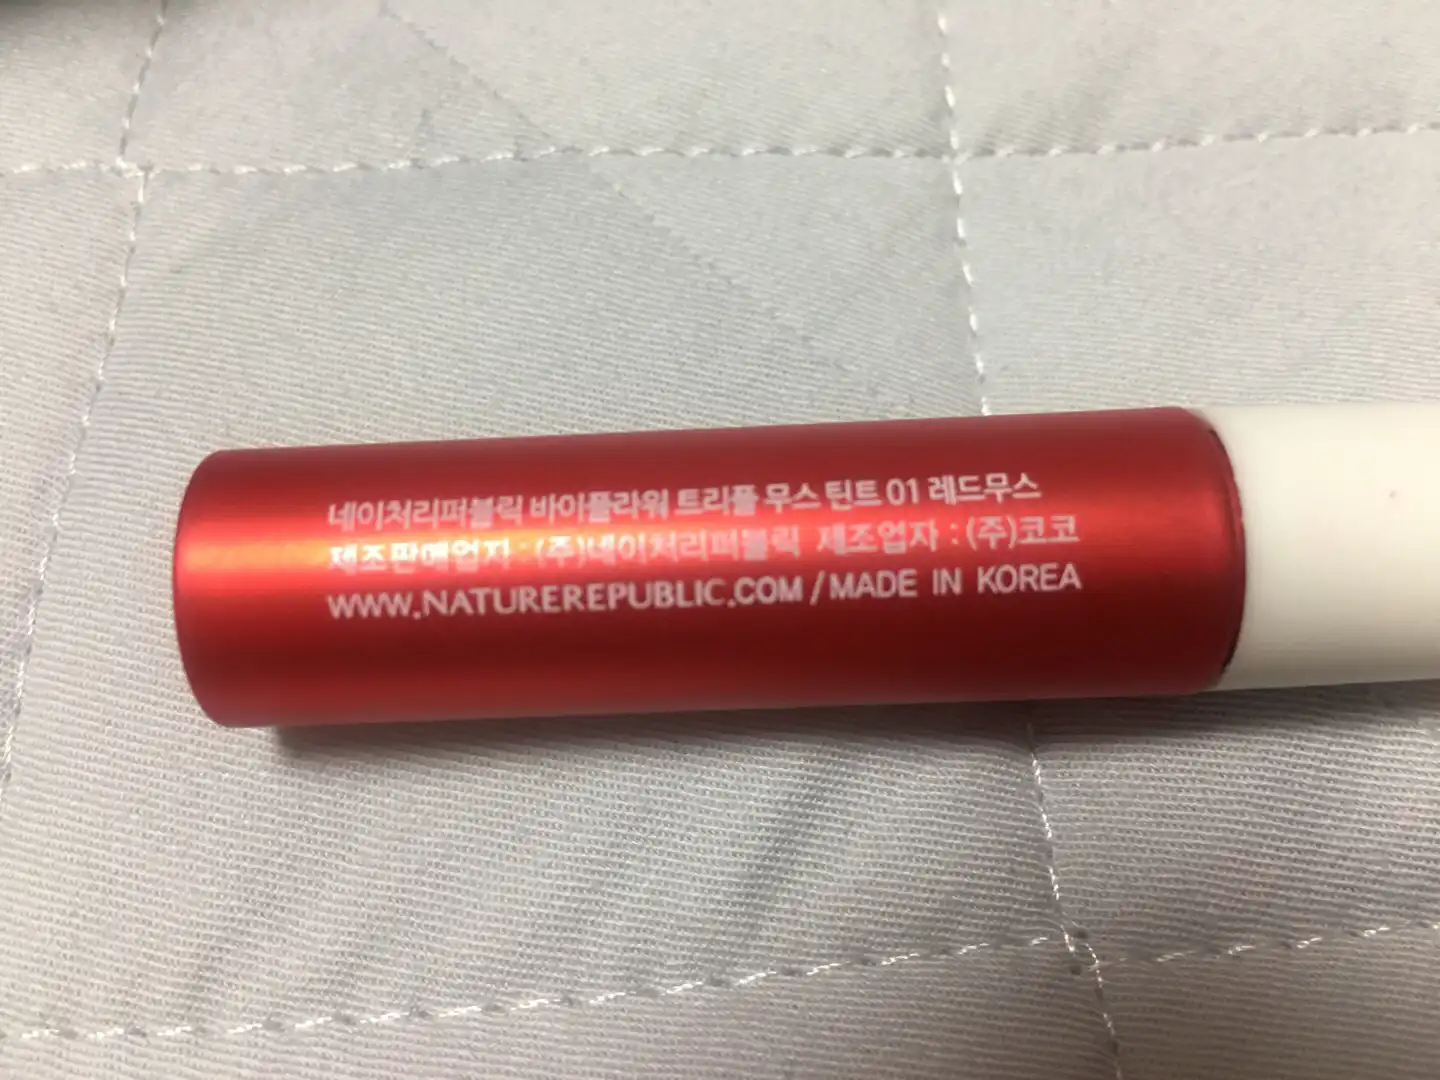 네이처리퍼블릭 바이플라워 트리플 무스 틴트 01 레드무스
제조판매업자 : (주)네이처리퍼블릭 제조업자 : (주)코코
WWW.NATUREREPUBLIC.COM / MADE IN KOREA